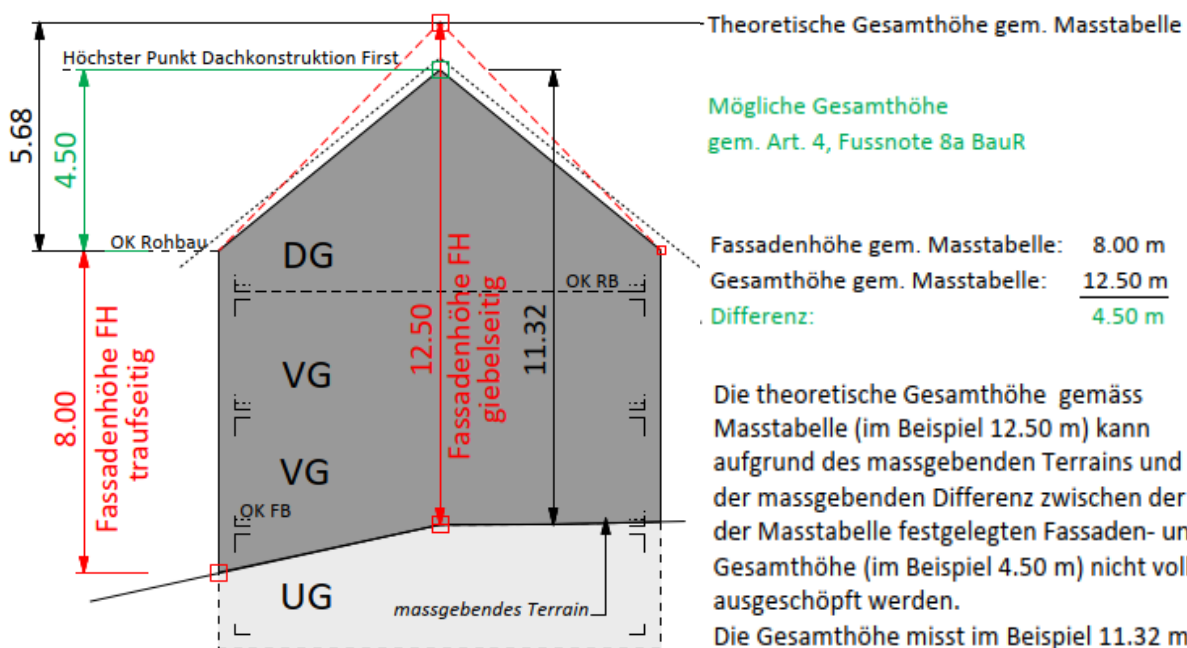 Theoretische Gesamthöhe gem. Masstabelle
Höchster Punkt Dachkonstruktion First
5.68
4.50
Mögliche Gesamthöhe
gem. Art. 4, Fussnote 8a BauR
OK Rohbau
DG
OK RB
Fassadenhöhe gem. Masstabelle: 8.00 m
Gesamthöhe gem. Masstabelle: 12.50 m
Differenz: 4.50 m
8.00
Fassadenhöhe FH
traufseitig
VG
VG
12.50
Fassadenhöhe FH
giebelseitig
11.32
OK FB
UG
massgebendes Terrain
Die theoretische Gesamthöhe gemäss
Masstabelle (im Beispiel 12.50 m) kann
aufgrund des massgebenden Terrains und
der massgebenden Differenz zwischen der
der Masstabelle festgelegten Fassaden- un
Gesamthöhe (im Beispiel 4.50 m) nicht voll
ausgeschöpft werden.
Die Gesamthöhe misst im Beispiel 11.32 m